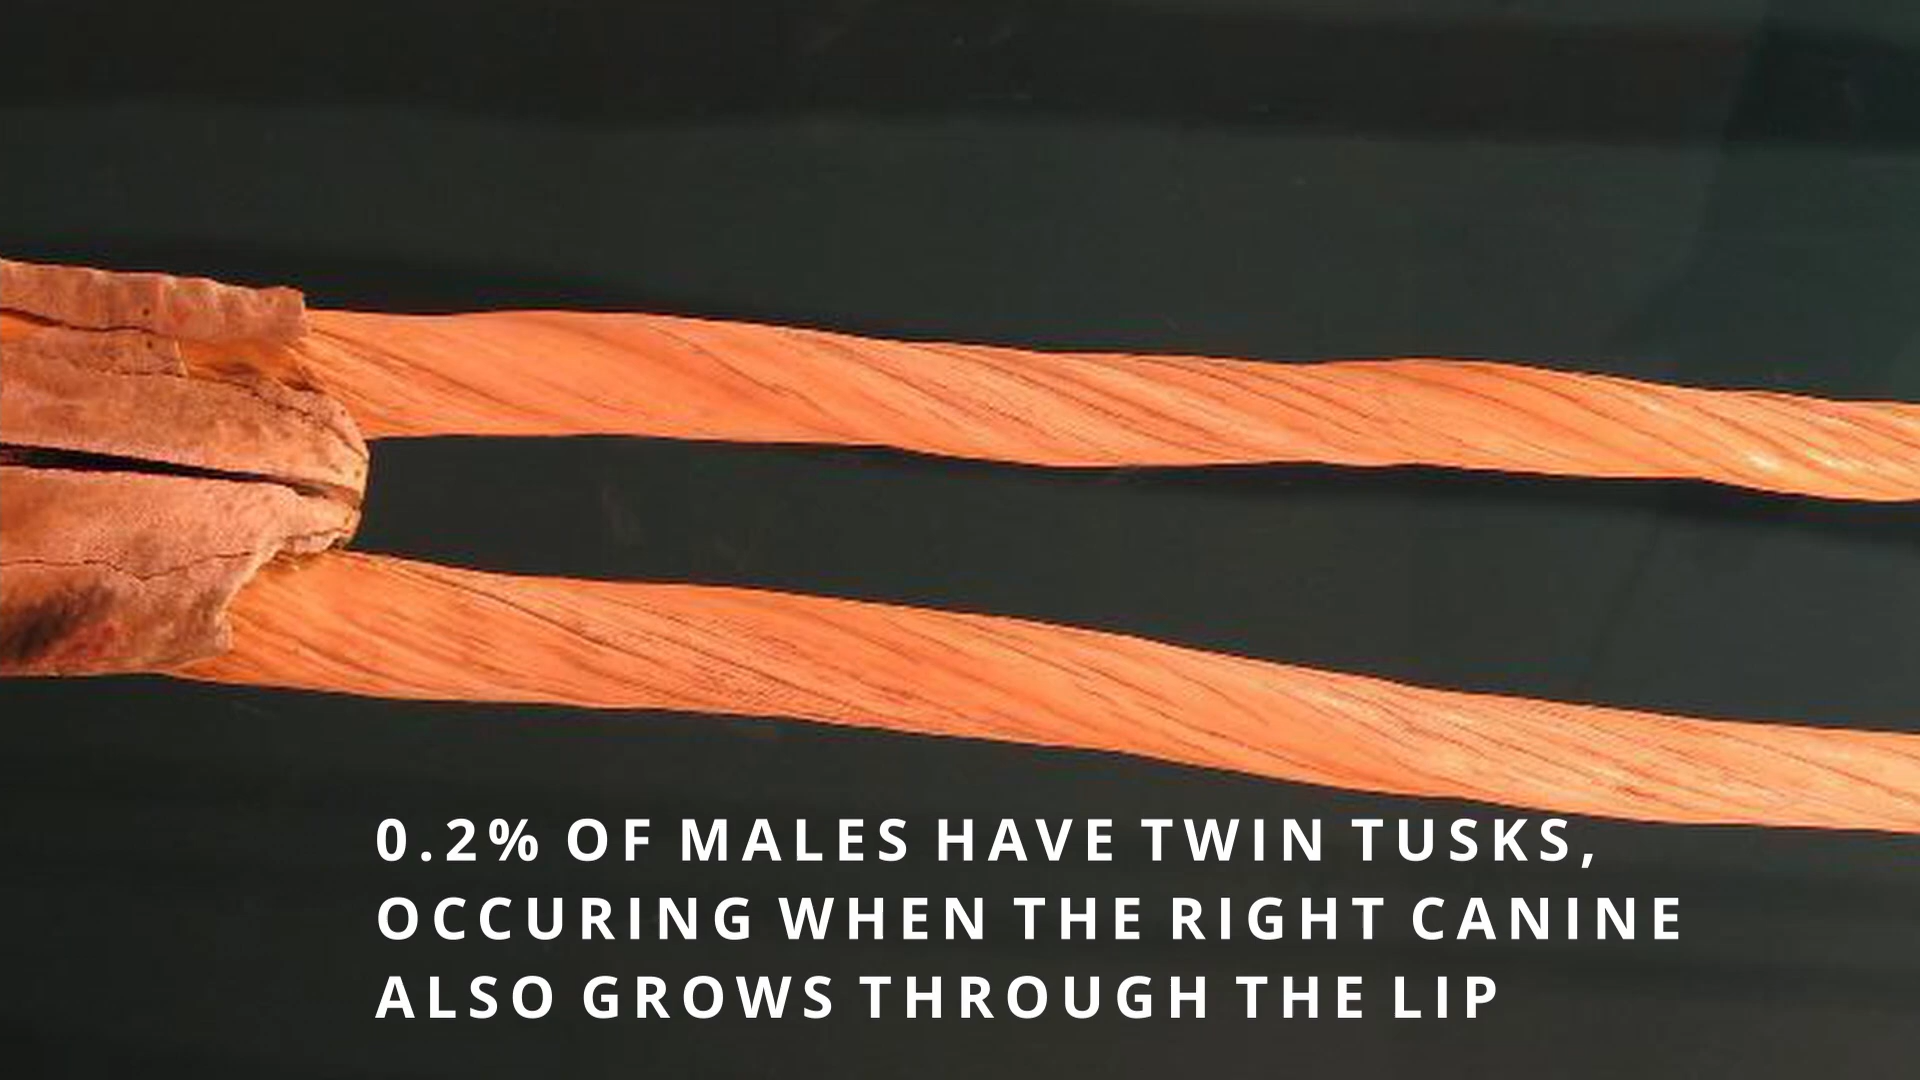 0.2% OF MALES HAVE TWIN TUSKS,
OCCURING WHEN THE RIGHT CANINE
ALSO GROWS THROUGH THE LIP